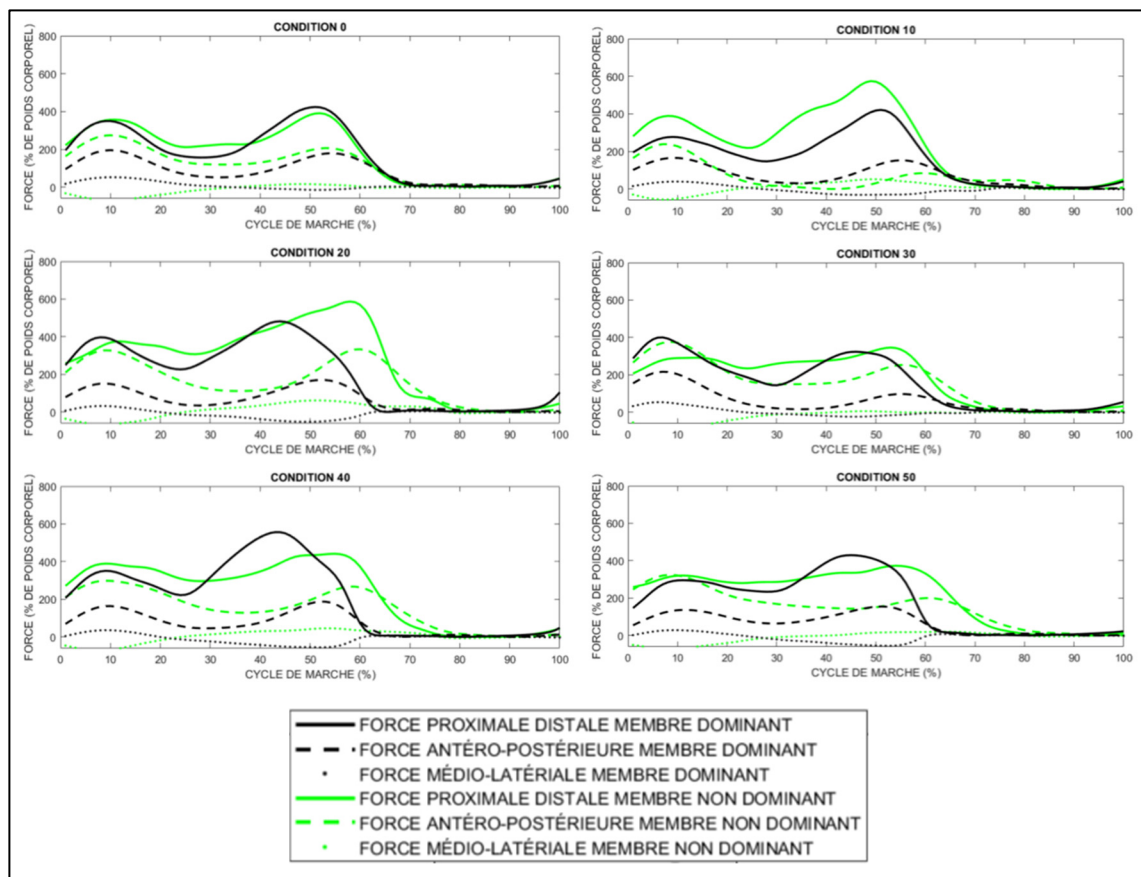 CONDITION 0
800
600
400
200
0
FORCE (% DE POIDS CORPOREL)
0 10 20 30 40 50 60 70 80 90 100
CYCLE DE MARCHE (%)
CONDITION 10
800
600
400
200
0
FORCE (% DE POIDS CORPOREL)
0 10 20 30 40 50 60 70 80 90 100
CYCLE DE MARCHE (%)
CONDITION 20
800
600
400
200
0
FORCE (% DE POIDS CORPOREL)
0 10 20 30 40 50 60 70 80 90 100
CYCLE DE MARCHE (%)
CONDITION 30
800
600
400
200
0
FORCE (% DE POIDS CORPOREL)
0 10 20 30 40 50 60 70 80 90 100
CYCLE DE MARCHE (%)
CONDITION 40
800
600
400
200
0
FORCE (% DE POIDS CORPOREL)
0 10 20 30 40 50 60 70 80 90 100
CYCLE DE MARCHE (%)
CONDITION 50
800
600
400
200
0
FORCE (% DE POIDS CORPOREL)
0 10 20 30 40 50 60 70 80 90 100
CYCLE DE MARCHE (%)
FORCE PROXIMALE DISTALE MEMBRE DOMINANT
FORCE ANTÉRO-POSTÉRIEURE MEMBRE DOMINANT
FORCE MÉDIO-LATÉRIALE MEMBRE DOMINANT
FORCE PROXIMALE DISTALE MEMBRE NON DOMINANT
FORCE ANTÉRO-POSTÉRIEURE MEMBRE NON DOMINANT
FORCE MÉDIO-LATÉRIALE MEMBRE NON DOMINANT